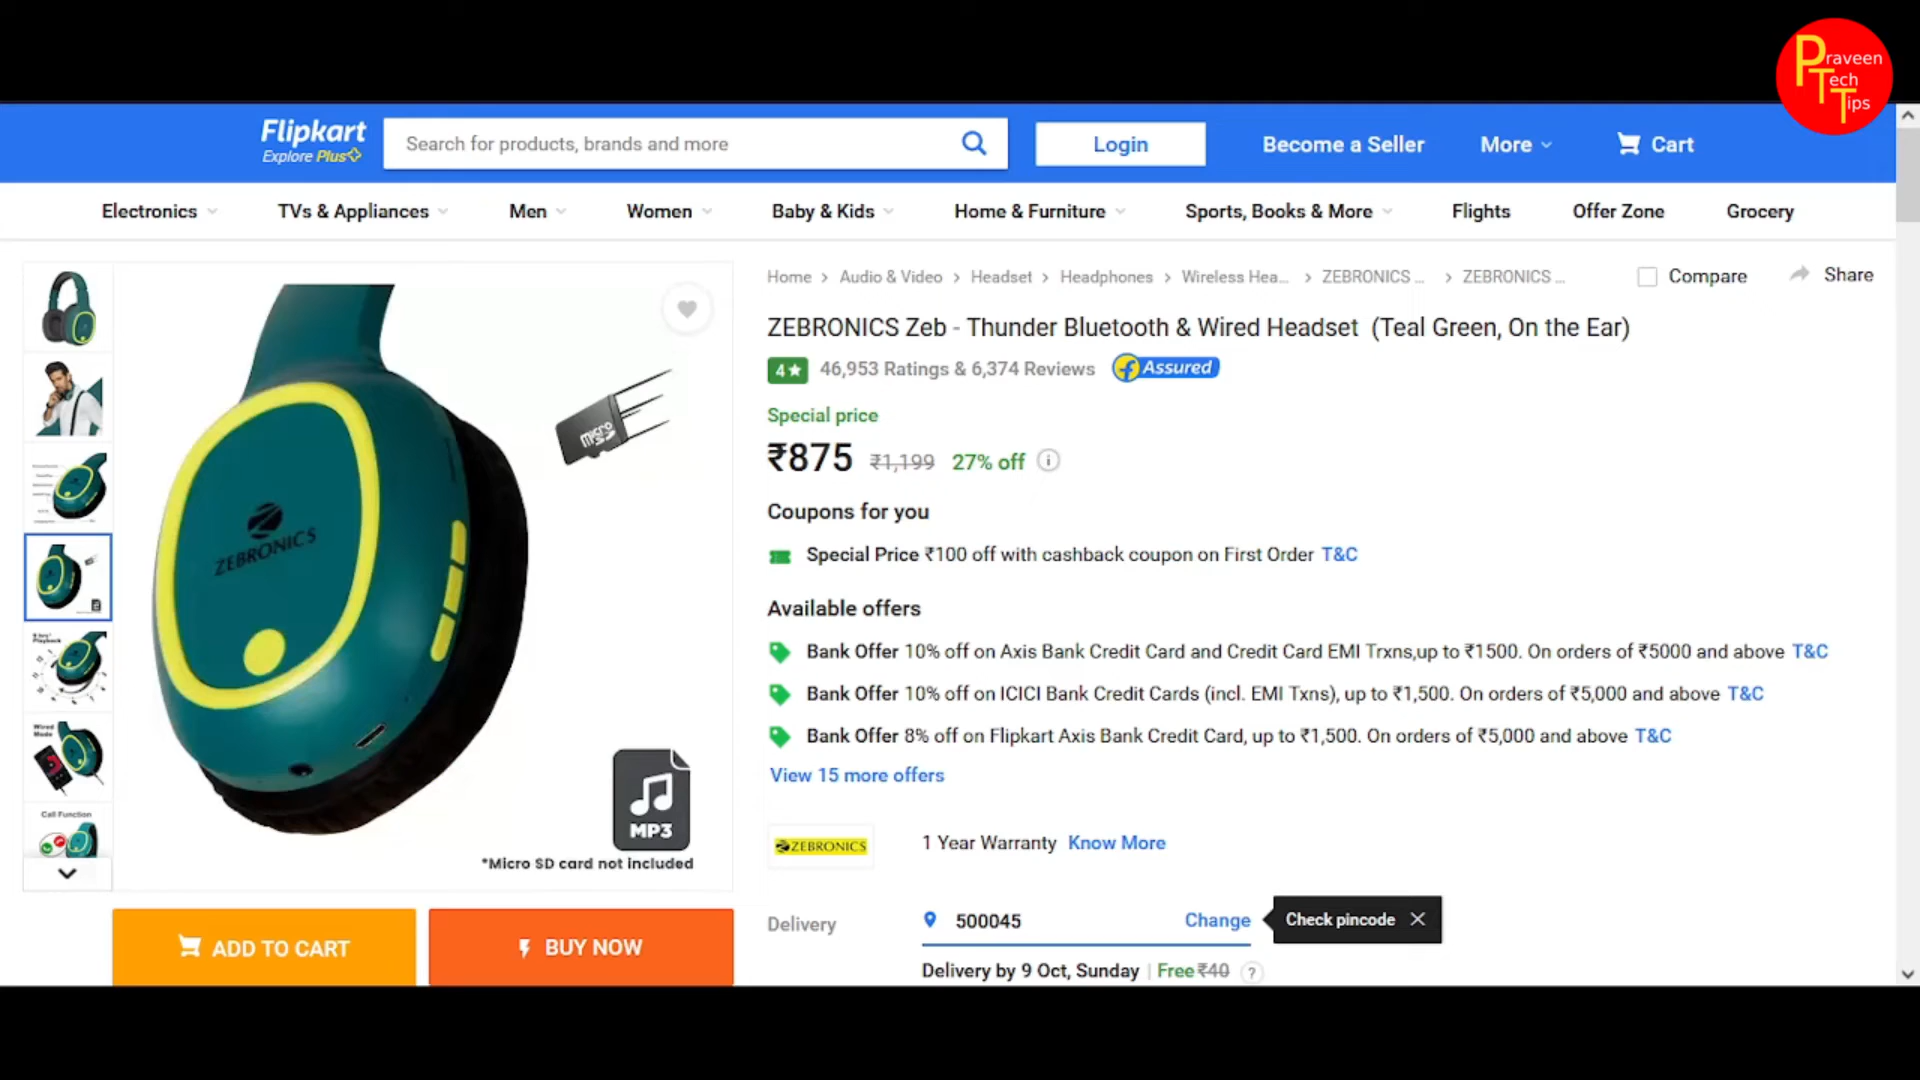 Praveen
Tech
Tips
Flipkart
Explore Plus
Search for products, brands and more
Login
Become a Seller
More
Cart
Electronics
TVs & Appliances
Men
Women
Baby & Kids
Home & Furniture
Sports, Books & More
Flights
Offer Zone
Grocery
Home > Audio & Video > Headset > Headphones > Wireless Hea... > ZEBRONICS ... > ZEBRONICS ...
Compare
Share
ZEBRONICS Zeb - Thunder Bluetooth & Wired Headset (Teal Green, On the Ear)
4★ 46,953 Ratings & 6,374 Reviews Assured
Special price
₹875 ₹1,199 27% off
Coupons for you
Special Price ₹100 off with cashback coupon on First Order T&C
Available offers
Bank Offer 10% off on Axis Bank Credit Card and Credit Card EMI Trxns,up to ₹1500. On orders of ₹5000 and above T&C
Bank Offer 10% off on ICICI Bank Credit Cards (incl. EMI Txns), up to ₹1,500. On orders of ₹5,000 and above T&C
Bank Offer 8% off on Flipkart Axis Bank Credit Card, up to ₹1,500. On orders of ₹5,000 and above T&C
View 15 more offers
ZEBRONICS
1 Year Warranty Know More
Delivery
500045
Change
Check pincode
Delivery by 9 Oct, Sunday | Free ₹40 ?
ZEBRONICS
micro
SD
MP3
*Micro SD card not included
Playback
Wired
Mode
Call Function
ADD TO CART
BUY NOW